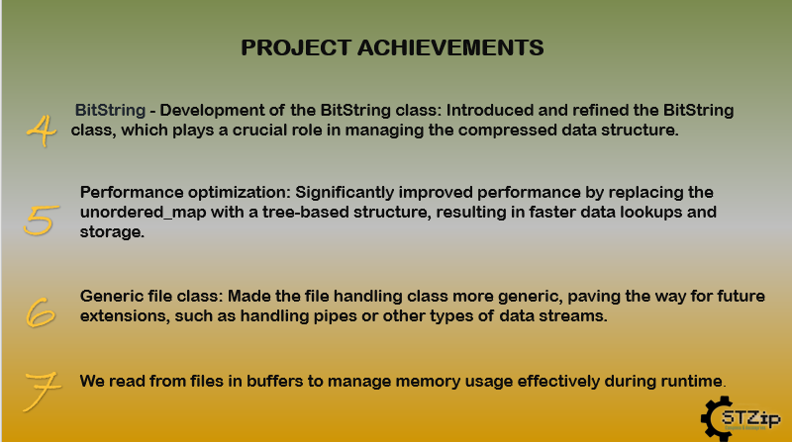 PROJECT ACHIEVEMENTS
4
BitString - Development of the BitString class: Introduced and refined the BitString
class, which plays a crucial role in managing the compressed data structure.
5
Performance optimization: Significantly improved performance by replacing the
unordered_map with a tree-based structure, resulting in faster data lookups and
storage.
6
Generic file class: Made the file handling class more generic, paving the way for future
extensions, such as handling pipes or other types of data streams.
7
We read from files in buffers to manage memory usage effectively during runtime.
STZip